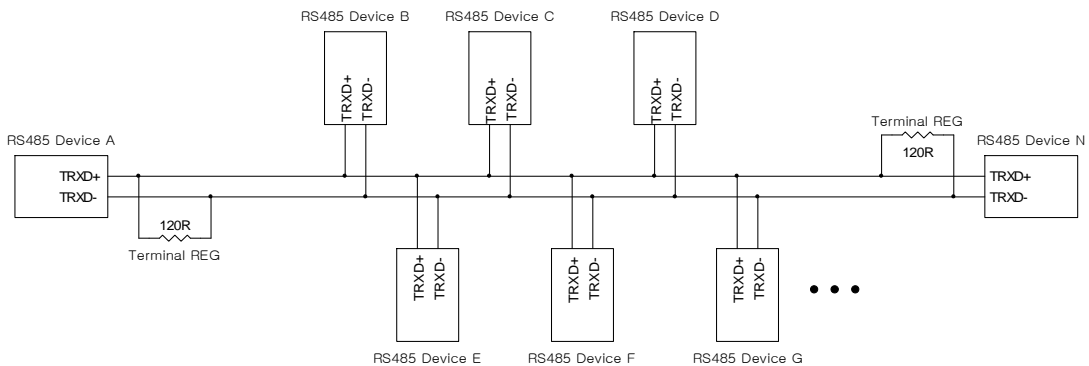 RS485 Device B
RS485 Device C
RS485 Device D
TRXD+
TRXD-
TRXD+
TRXD-
TRXD+
TRXD-
RS485 Device A
TRXD+
TRXD-
120R
Terminal REG
Terminal REG
120R
RS485 Device N
TRXD+
TRXD-
TRXD+
TRXD-
TRXD+
TRXD-
TRXD+
TRXD-
RS485 Device E
RS485 Device F
RS485 Device G